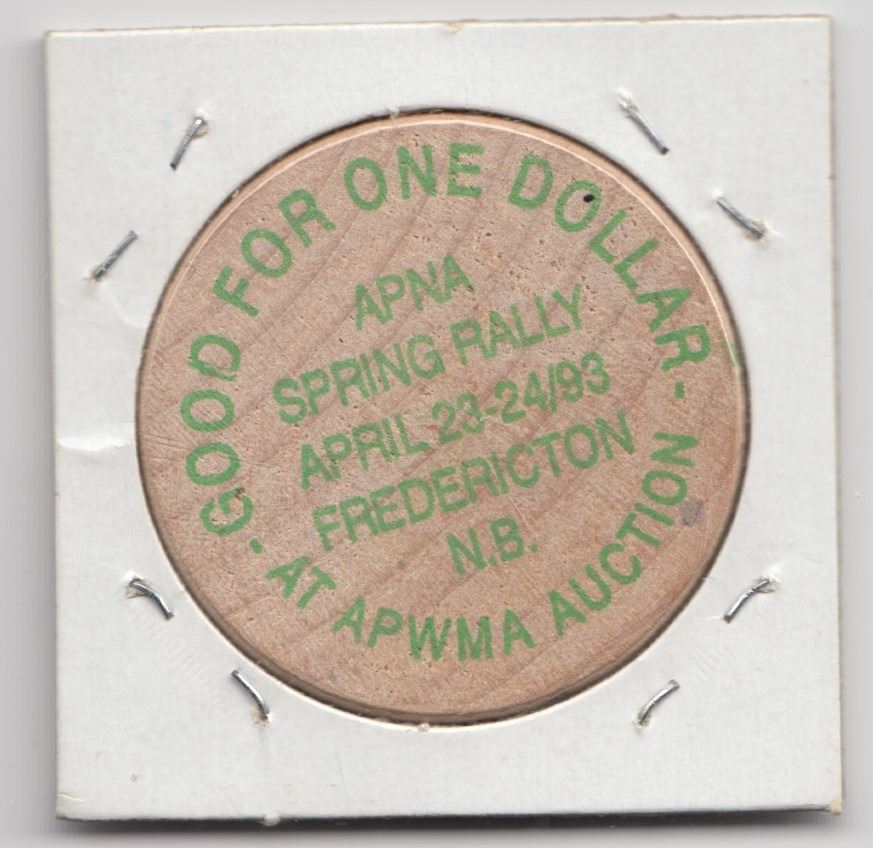 GOOD FOR ONE DOLLAR -
APNA
SPRING RALLY
APRIL 23-24/93
FREDERICTON
N.B.
- AT APWMA AUCTION